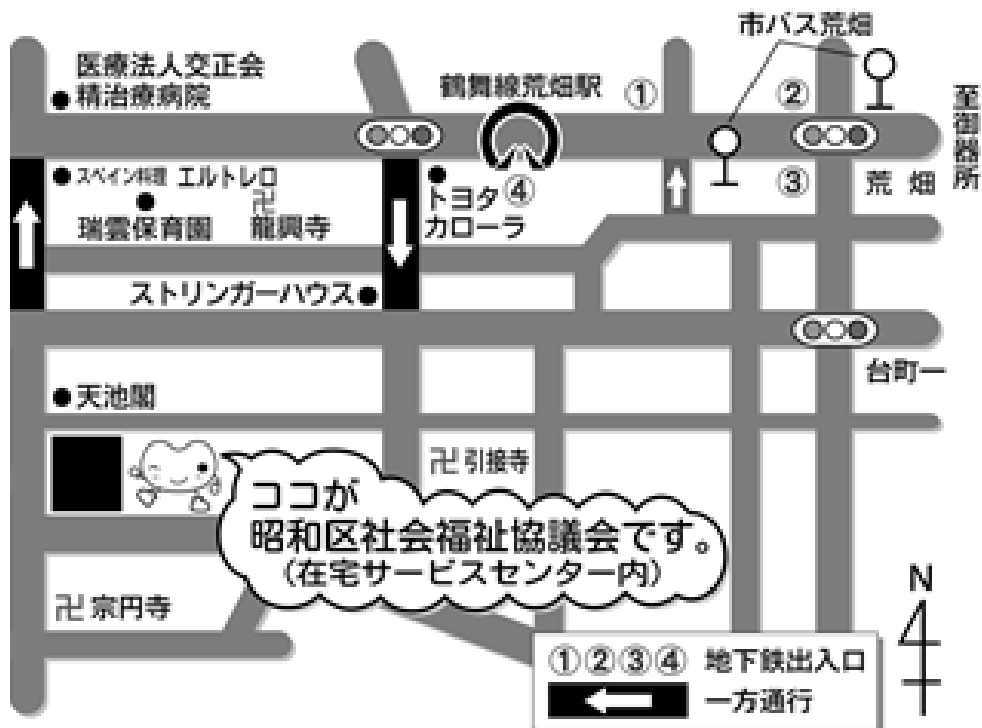 市バス荒畑
医療法人交正会
精治療病院
鶴舞線荒畑駅
①
②
至御器所
スペイン料理 エルトレロ
瑞雲保育園
卍
龍興寺
トヨタ
カローラ
④
③
荒畑
ストリンガーハウス
台町一
天池閣
卍引接寺
ココが
昭和区社会福祉協議会です。
(在宅サービスセンター内)
卍宗円寺
N
①②③④ 地下鉄出入口
一方通行